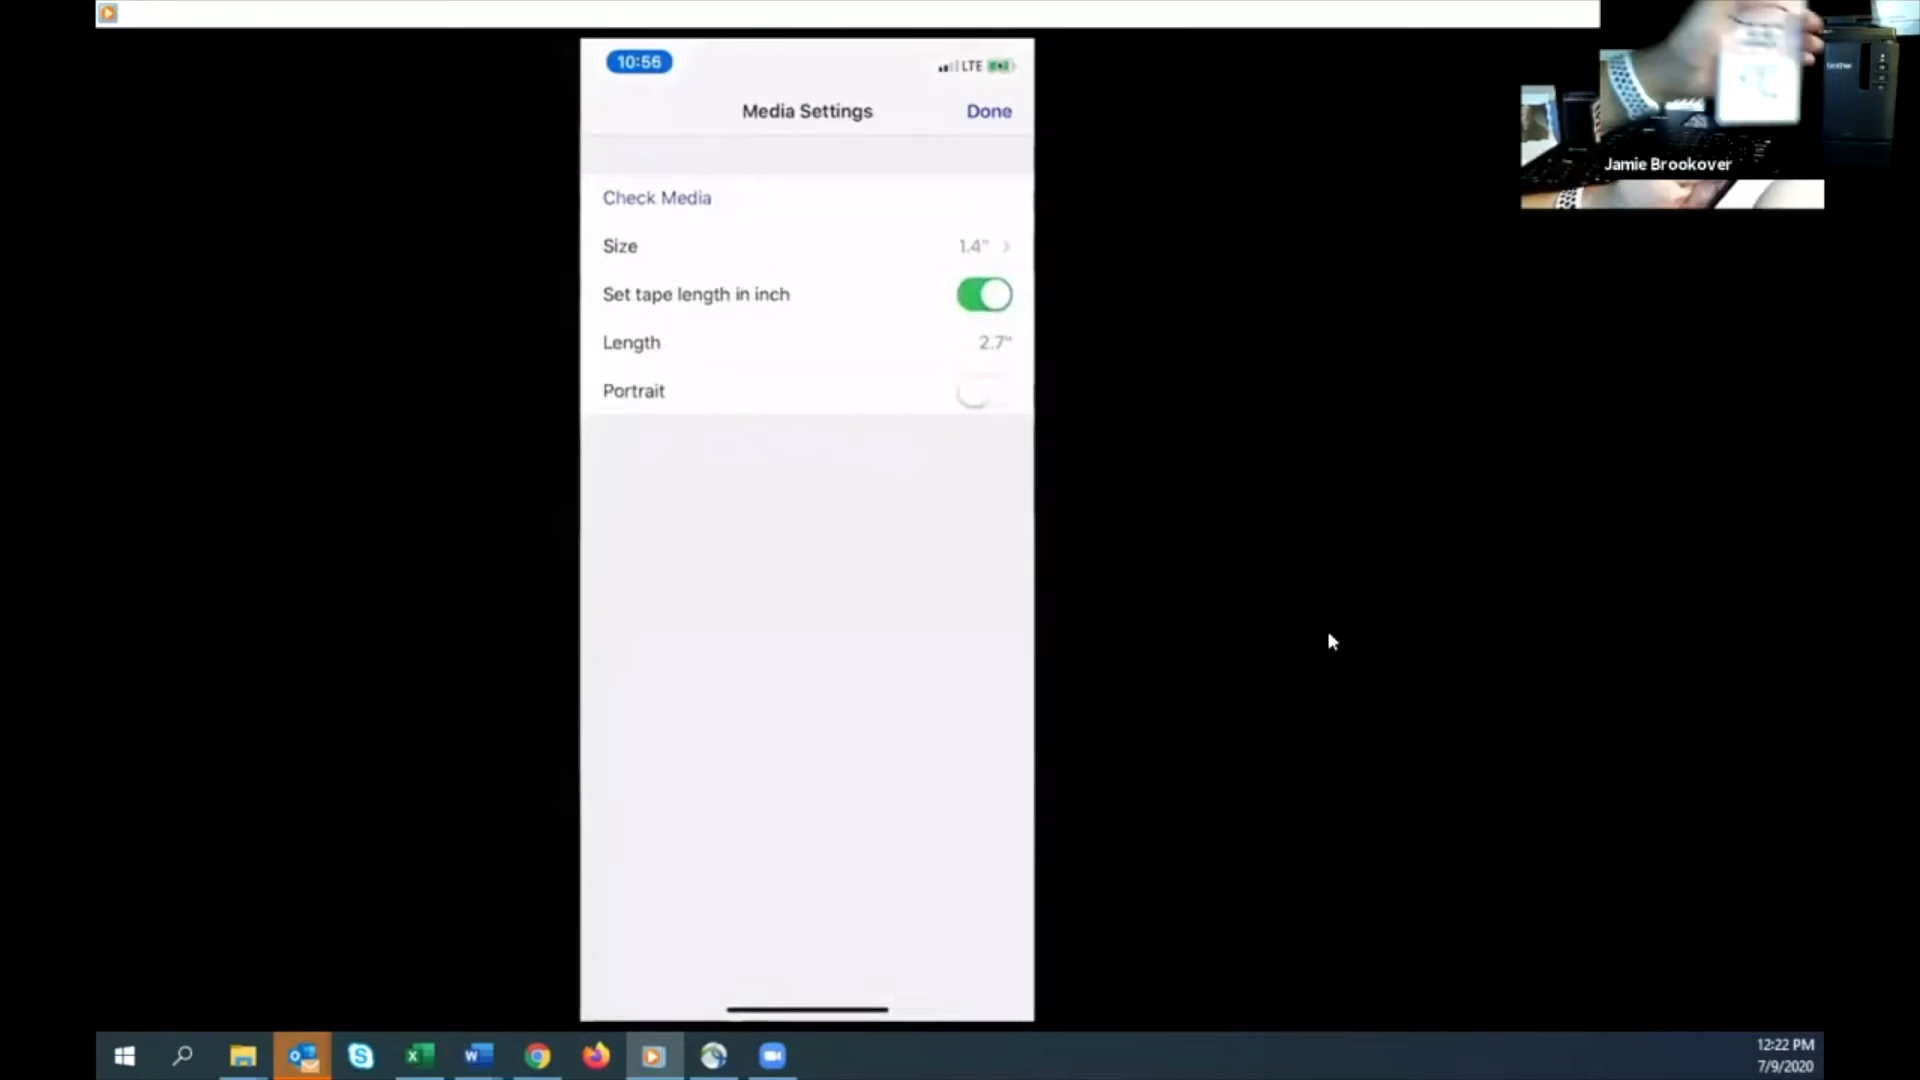 10:56
LTE
Media Settings
Done
Check Media
Size
1.4"
Set tape length in inch
Length
2.7"
Portrait
Jamie Brookover
brother
12:22 PM
7/9/2020